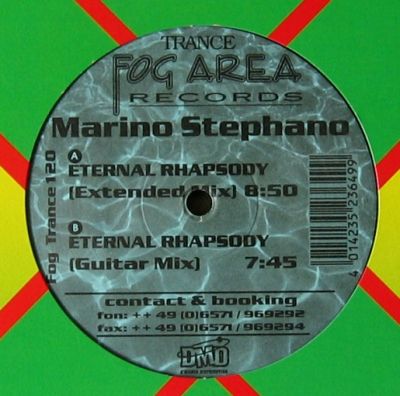 TRANCE
FOG AREA
RECORDS
Marino Stephano
A
ETERNAL RHAPSODY
(Extended Mix) 8:50
B
ETERNAL RHAPSODY
(Guitar Mix) 7:45
Fog Trance 120
4 014235 236499
contact & booking
fon: + + 49 (0)6571 / 969292
fax: + + 49 (0)6571 / 969294
DMD